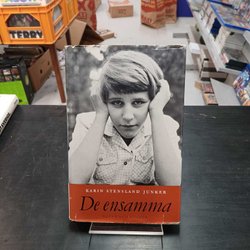 TERRY
KARIN STENSLAND JUNKER
De ensamma